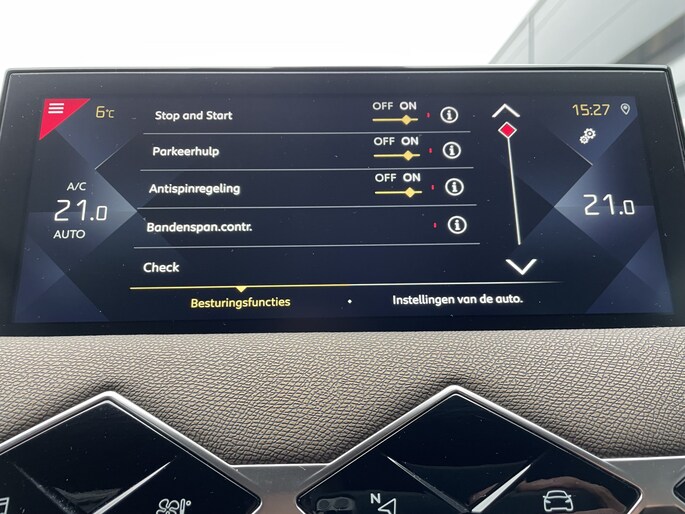 6°C
15:27
Stop and Start OFF ON
Parkeerhulp OFF ON
Antispinregeling OFF ON
Bandenspan.contr.
Check
A/C
21.0
AUTO
21.0
Besturingsfuncties
Instellingen van de auto.
N